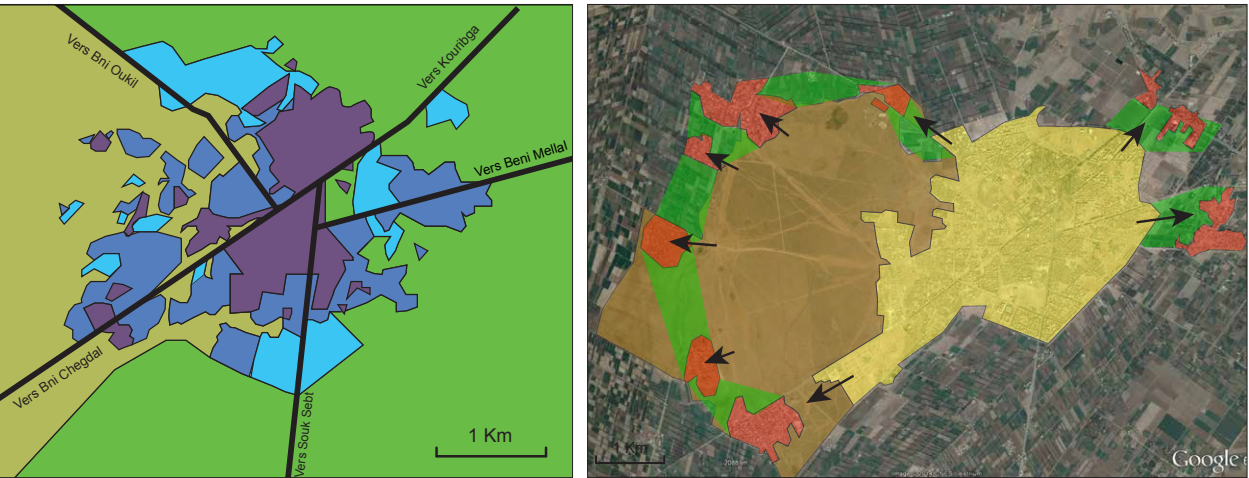 Vers Bni Oukil
Vers Kouribga
Vers Beni Mellal
Vers Bni Chegdal
Vers Souk Sebt
1 Km
1 Km
Google